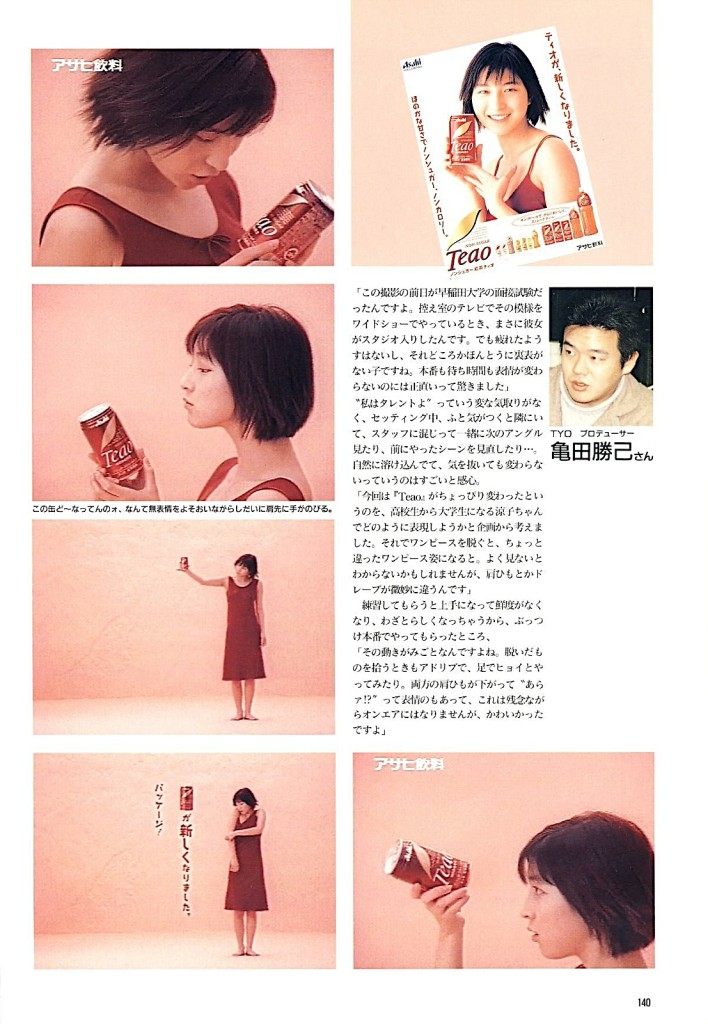 アサヒ飲料
Teao
Asahi
ティオが、新しくなりました。
ほのかな甘さでノンシュガー、ノンカロリー。
Teao
NON-SUGAR
Teao
ノンシュガー紅茶ティオ
アサヒ飲料
Teao
この缶ど〜なってんのォ、なんて無表情をよそおいながらしだいに肩先に手がのびる。
「この撮影の前日が早稲田大学の面接試験だ
ったんですよ。控え室のテレビでその模様を
ワイドショーでやっているとき、まさに彼女
がスタジオ入りしたんです。でも疲れたよう
すはないし、それどころかほんとうに裏表が
ない子ですね。本番も待ち時間も表情が変わ
らないのには正直いって驚きました」
〝私はタレントよ〟っていう変な気取りがな
く、セッティング中、ふと気がつくと隣にい
て、スタッフに混じって一緒に次のアングル
見たり、前にやったシーンを見直したり…。
自然に溶け込んでて、気を抜いても変わらな
いっていうのはすごいと感心。
「今回は『Teao』がちょっぴり変わったとい
うのを、高校生から大学生になる涼子ちゃん
でどのように表現しようかと企画から考えま
した。それでワンピースを脱ぐと、ちょっと
違ったワンピース姿になると。よく見ないと
わからないかもしれませんが、肩ひもとかド
レープが微妙に違うんです」
　練習してもらうと上手になって鮮度がなく
なり、わざとらしくなっちゃうから、ぶっつ
け本番でやってもらったところ、
「その動きがみごとなんですよね。脱いだも
のを拾うときもアドリブで、足でヒョイとや
ってみたり。両方の肩ひもが下がって〝あら
ァ!?〟って表情のもあって、これは残念なが
らオンエアにはなりませんが、かわいかった
ですよ」
TYO プロデューサー
亀田勝己さん
が新しくなりました。
パッケージ！
アサヒ飲料
Teao
140